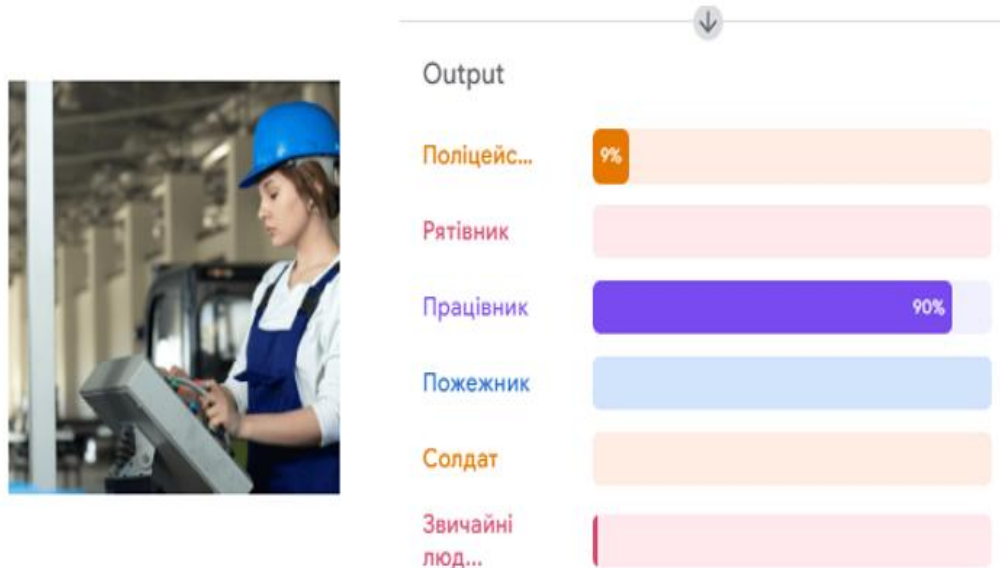 Output
Поліцейс...
9%
Рятівник
Працівник
90%
Пожежник
Солдат
Звичайні
люд...